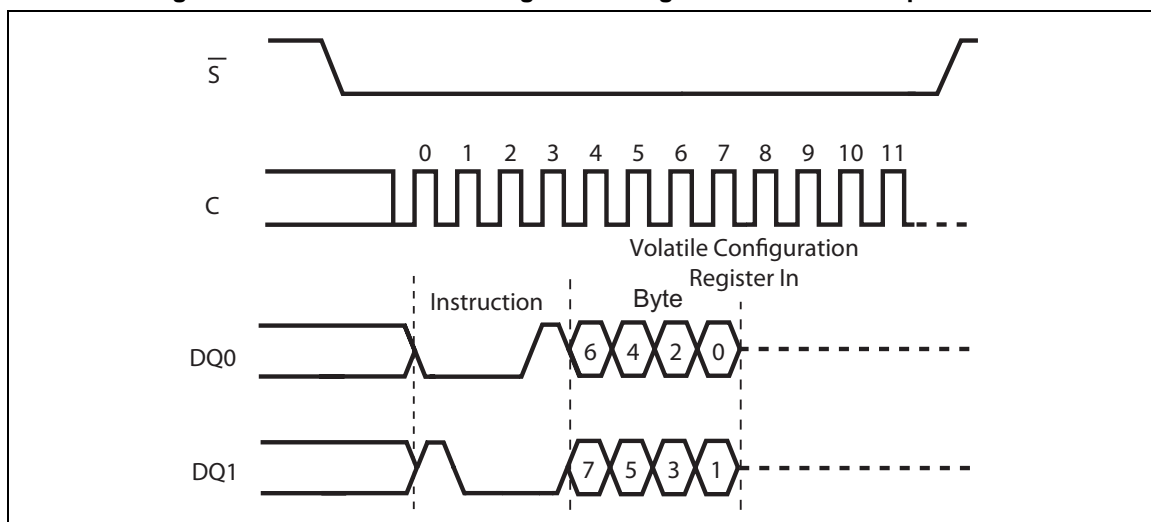 S
0 1 2 3 4 5 6 7 8 9 10 11
C
Volatile Configuration
Register In
Instruction Byte
DQ0 6 4 2 0
DQ1 7 5 3 1